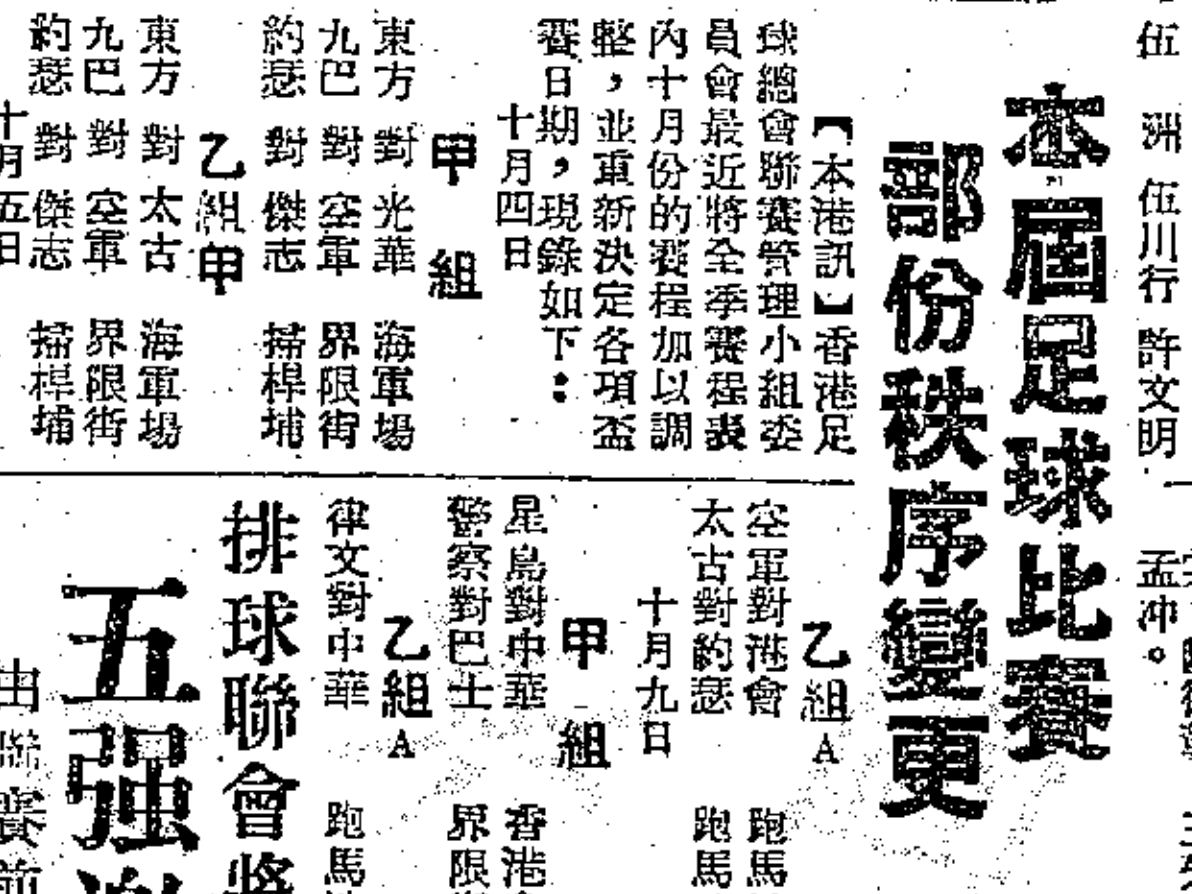 伍洲 伍川行 許文明
孟冲。
本屆足球比賽
部份秩序變更
【本港訊】香港足
球總會聯賽管理小組委
員會最近將全季賽程表
內十月份的賽程加以調
整，並重新決定各項盃
賽日期，現錄如下：
十月四日
甲組
東方對光華 海軍場
九巴對空軍 界限街
約瑟對傑志 掃桿埔
乙組甲
東方對太古 海軍場
九巴對空軍 界限街
約瑟對傑志 掃桿埔
十月五日
乙組A
空軍對港會 跑馬
太古對約瑟 跑馬
十月九日
甲組
星島對中華 香港
警察對巴士 界限
乙組A
律文對中華 跑馬
排球聯會將
五强
由聯賽前